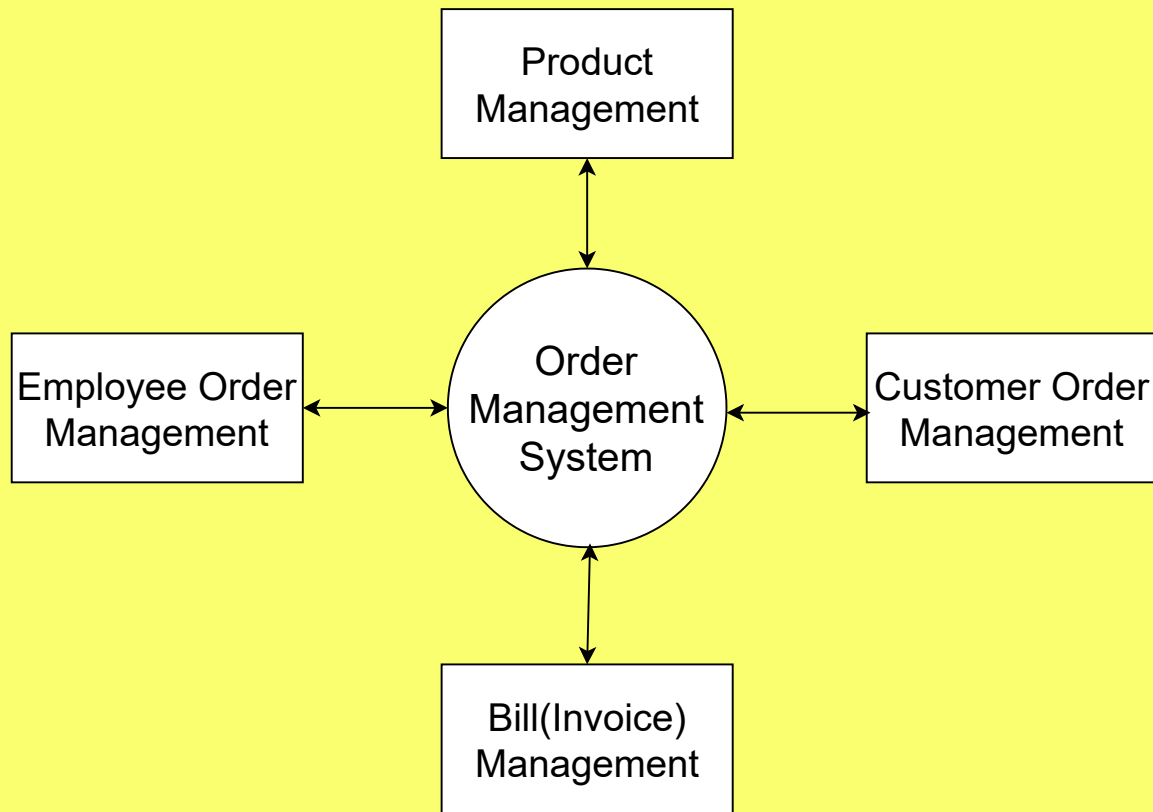 Product
Management
Employee Order
Management
Order
Management
System
Customer Order
Management
Bill(Invoice)
Management